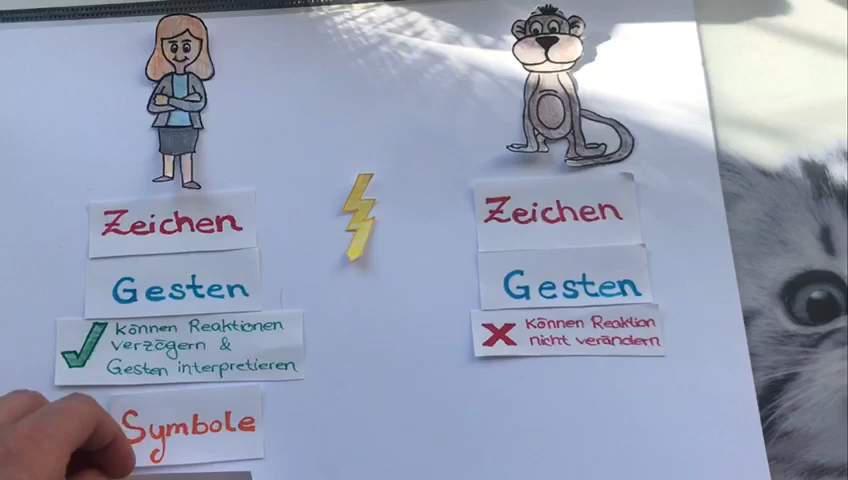 Zeichen
Gesten
können Reaktionen
verzögern &
Gesten interpretieren
Symbole
Zeichen
Gesten
können Reaktion
nicht verändern